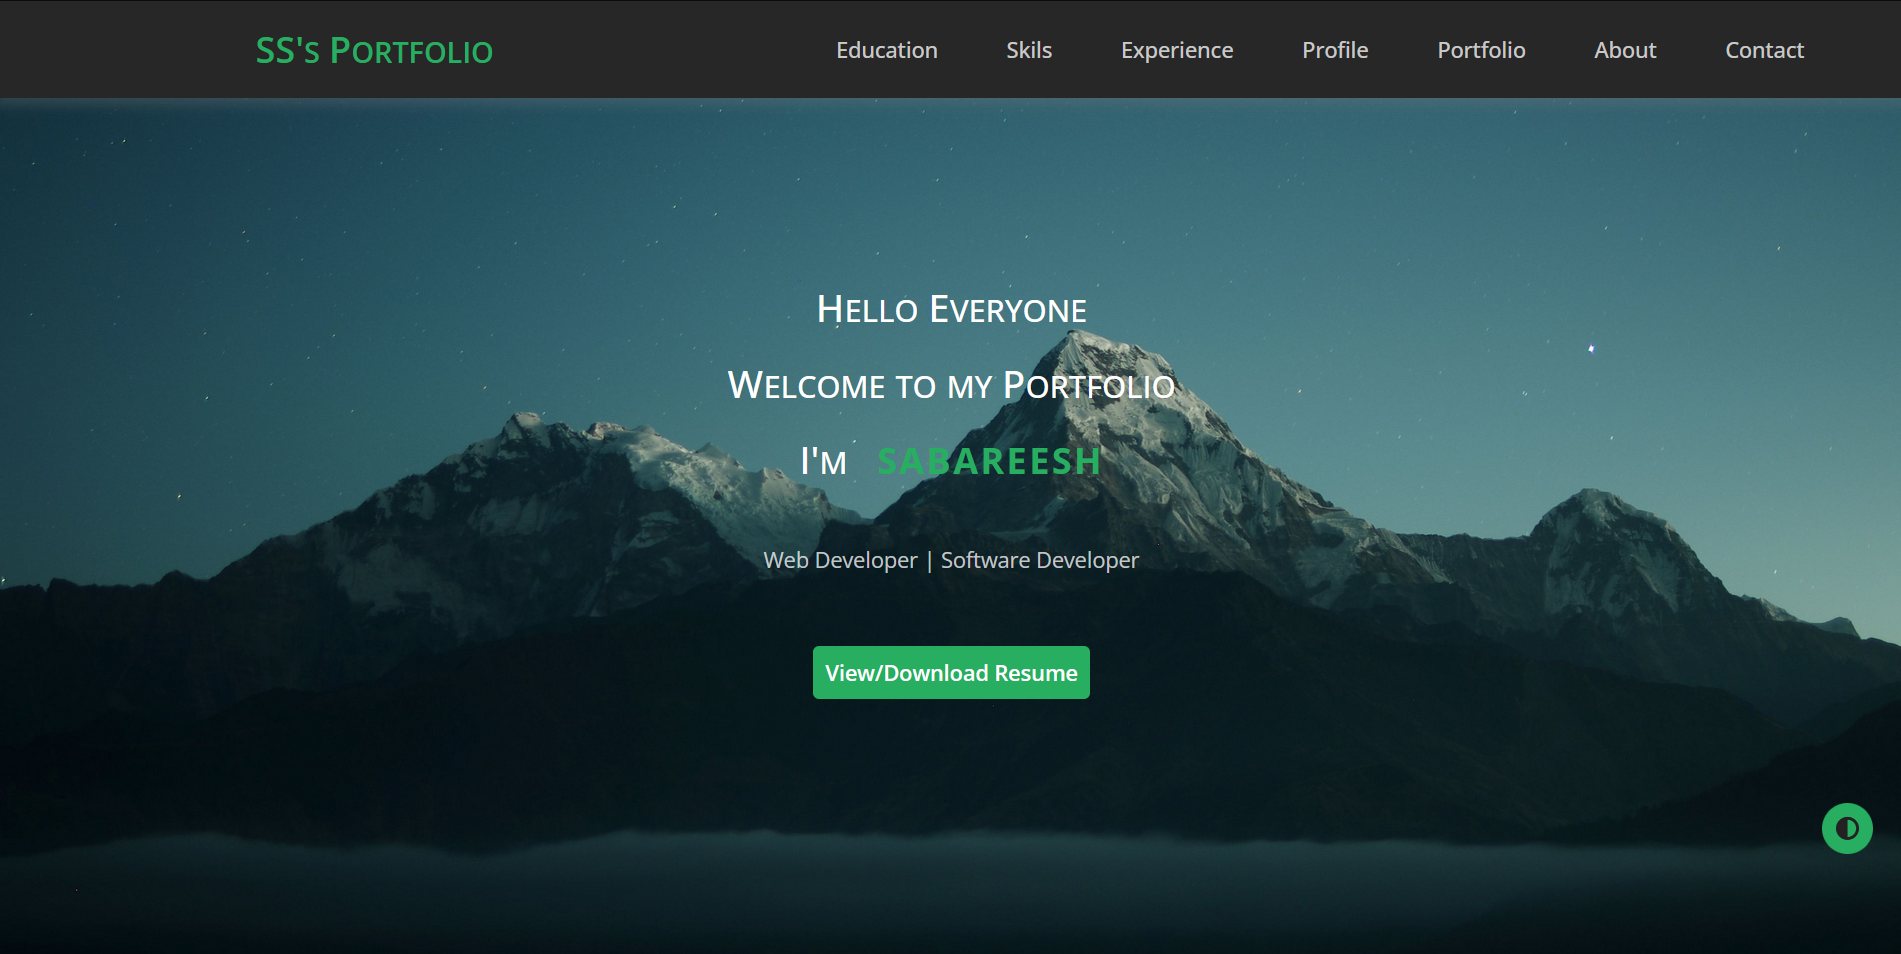 SS's Portfolio
Education Skils Experience Profile Portfolio About Contact
Hello Everyone
Welcome to my Portfolio
I'm SABAREESH
Web Developer | Software Developer
View/Download Resume